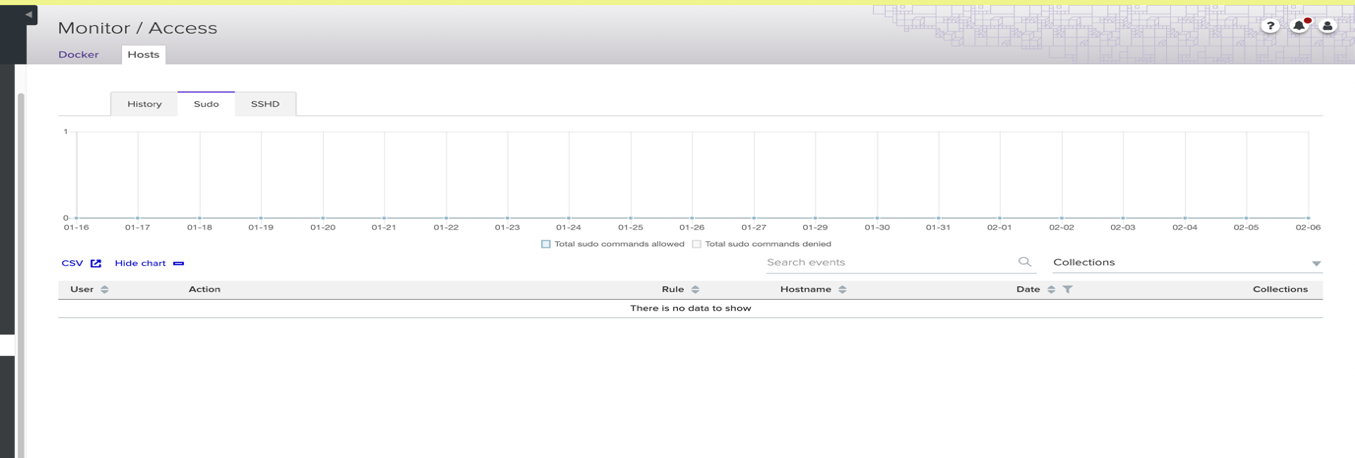 Monitor / Access
?
Docker Hosts
History Sudo SSHD
1
0
01-16 01-17 01-18 01-19 01-20 01-21 01-22 01-23 01-24 01-25 01-26 01-27 01-28 01-29 01-30 01-31 02-01 02-02 02-03 02-04 02-05 02-06
Total sudo commands allowed Total sudo commands denied
CSV Hide chart Search events Collections
User Action Rule Hostname Date Collections
There is no data to show